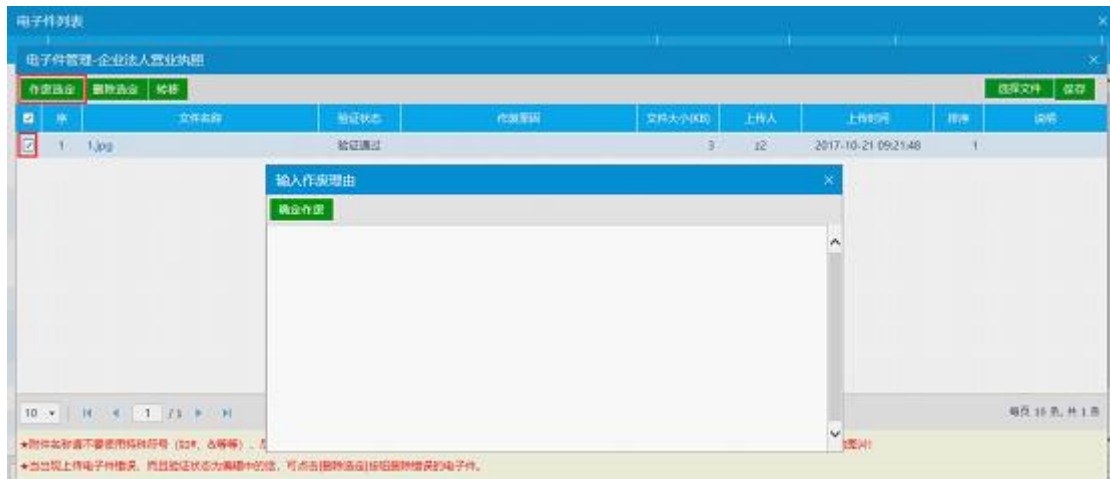 电子件列表
电子件管理-企业法人营业执照
作废选定 删除选定 转移 选择文件 保存
序 文件名称 验证状态 作废原因 文件大小(KB) 上传人 上传时间 排序 说明
1 1.jpg 验证通过 3 z2 2017-10-21 09:21:48 1
输入作废理由
确定作废
10 1 /1 每页 10 条, 共 1 条
★附件名称请不要使用特殊符号 (如#、&等等) 、
★当出现上传电子件错误，而且验证状态为编辑中的话，可点击[删除选定]按钮删除错误的电子件。